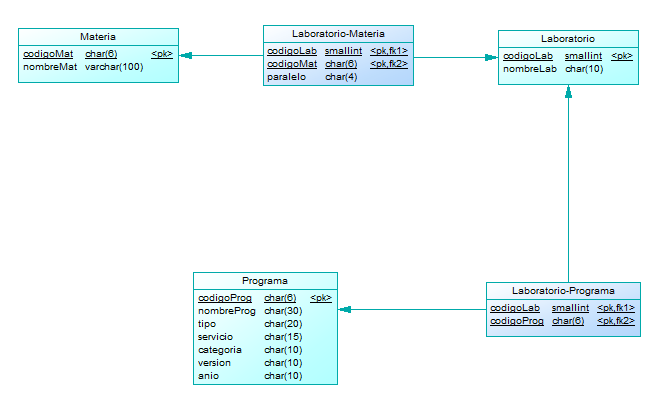 Materia
codigoMat char(6) <pk>
nombreMat varchar(100)
Laboratorio-Materia
codigoLab smallint <pk,fk1>
codigoMat char(6) <pk,fk2>
paralelo char(4)
Laboratorio
codigoLab smallint <pk>
nombreLab char(10)
Programa
codigoProg char(6) <pk>
nombreProg char(30)
tipo char(20)
servicio char(15)
categoria char(10)
version char(10)
anio char(10)
Laboratorio-Programa
codigoLab smallint <pk,fk1>
codigoProg char(6) <pk,fk2>